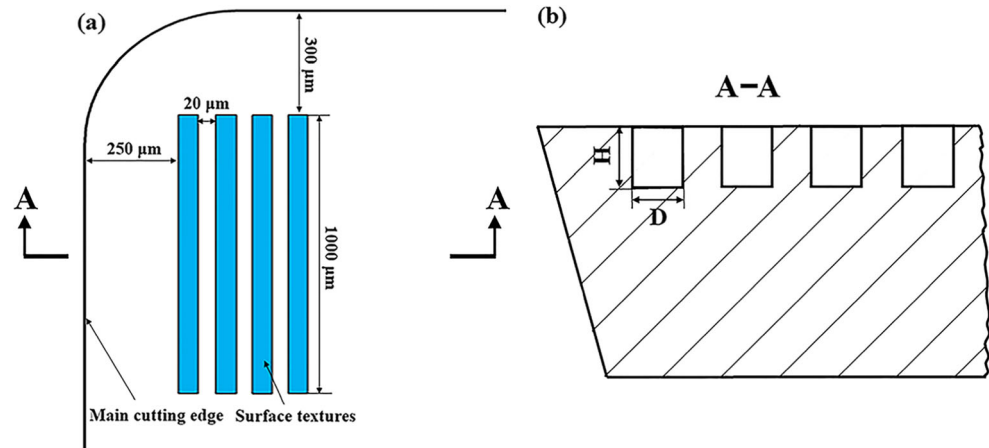 (a)
300 μm
20 μm
250 μm
A
A
1000 μm
Main cutting edge
Surface textures
(b)
A-A
H
D